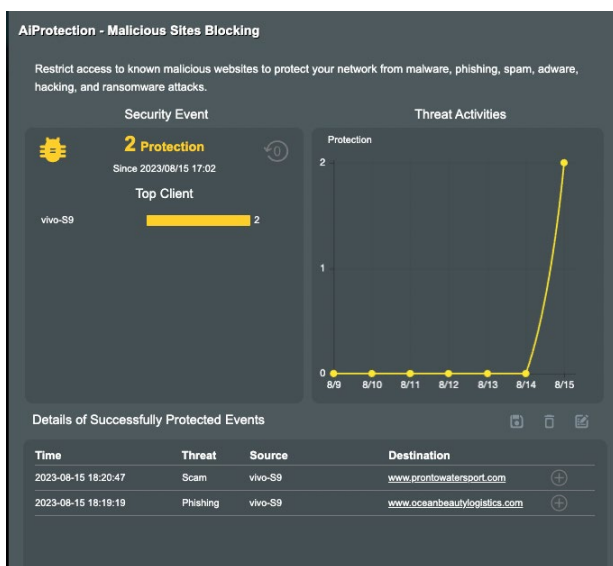 AiProtection - Malicious Sites Blocking
Restrict access to known malicious websites to protect your network from malware, phishing, spam, adware,
hacking, and ransomware attacks.
Security Event
2 Protection
0
Since 2023/08/15 17:02
Top Client
vivo-S9 2
Threat Activities
Protection
2
1
0
8/9 8/10 8/11 8/12 8/13 8/14 8/15
Details of Successfully Protected Events
Time Threat Source Destination
2023-08-15 18:20:47 Scam vivo-S9 www.prontowatersport.com
2023-08-15 18:19:19 Phishing vivo-S9 www.oceanbeautylogistics.com